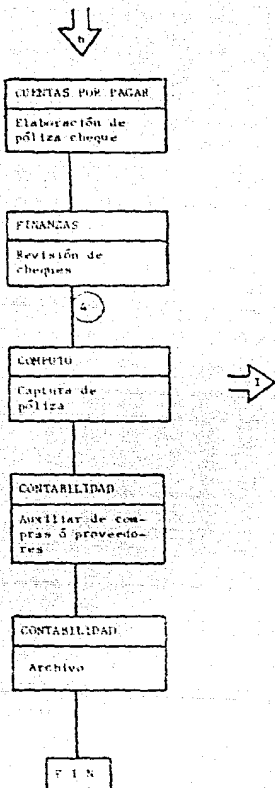 h
CUENTAS POR PAGAR
Elaboración de
póliza cheque
FINANZAS
Revisión de
cheques
4
COMPUTO
Captura de
póliza
I
CONTABILIDAD
Auxiliar de com-
pras ó proveedo-
res
CONTABILIDAD
Archivo
F I N